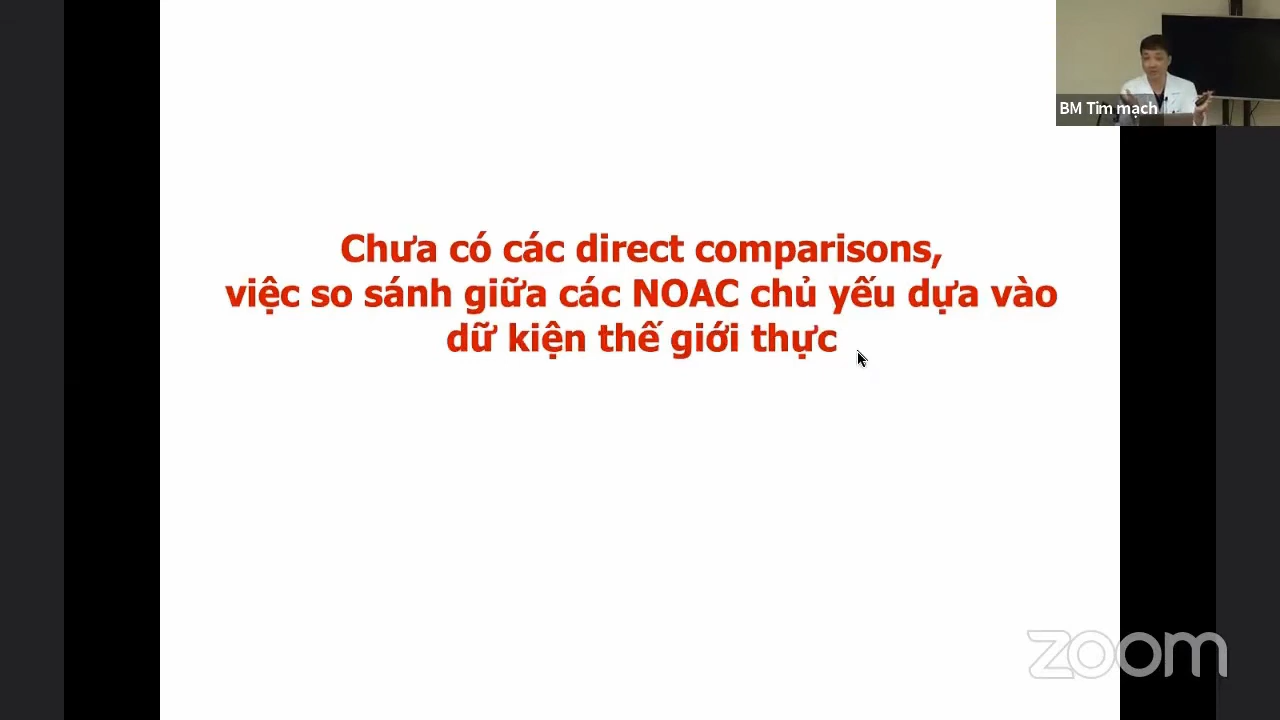 BM Tim mạch
Chưa có các direct comparisons,
việc so sánh giữa các NOAC chủ yếu dựa vào
dữ kiện thế giới thực
zoom